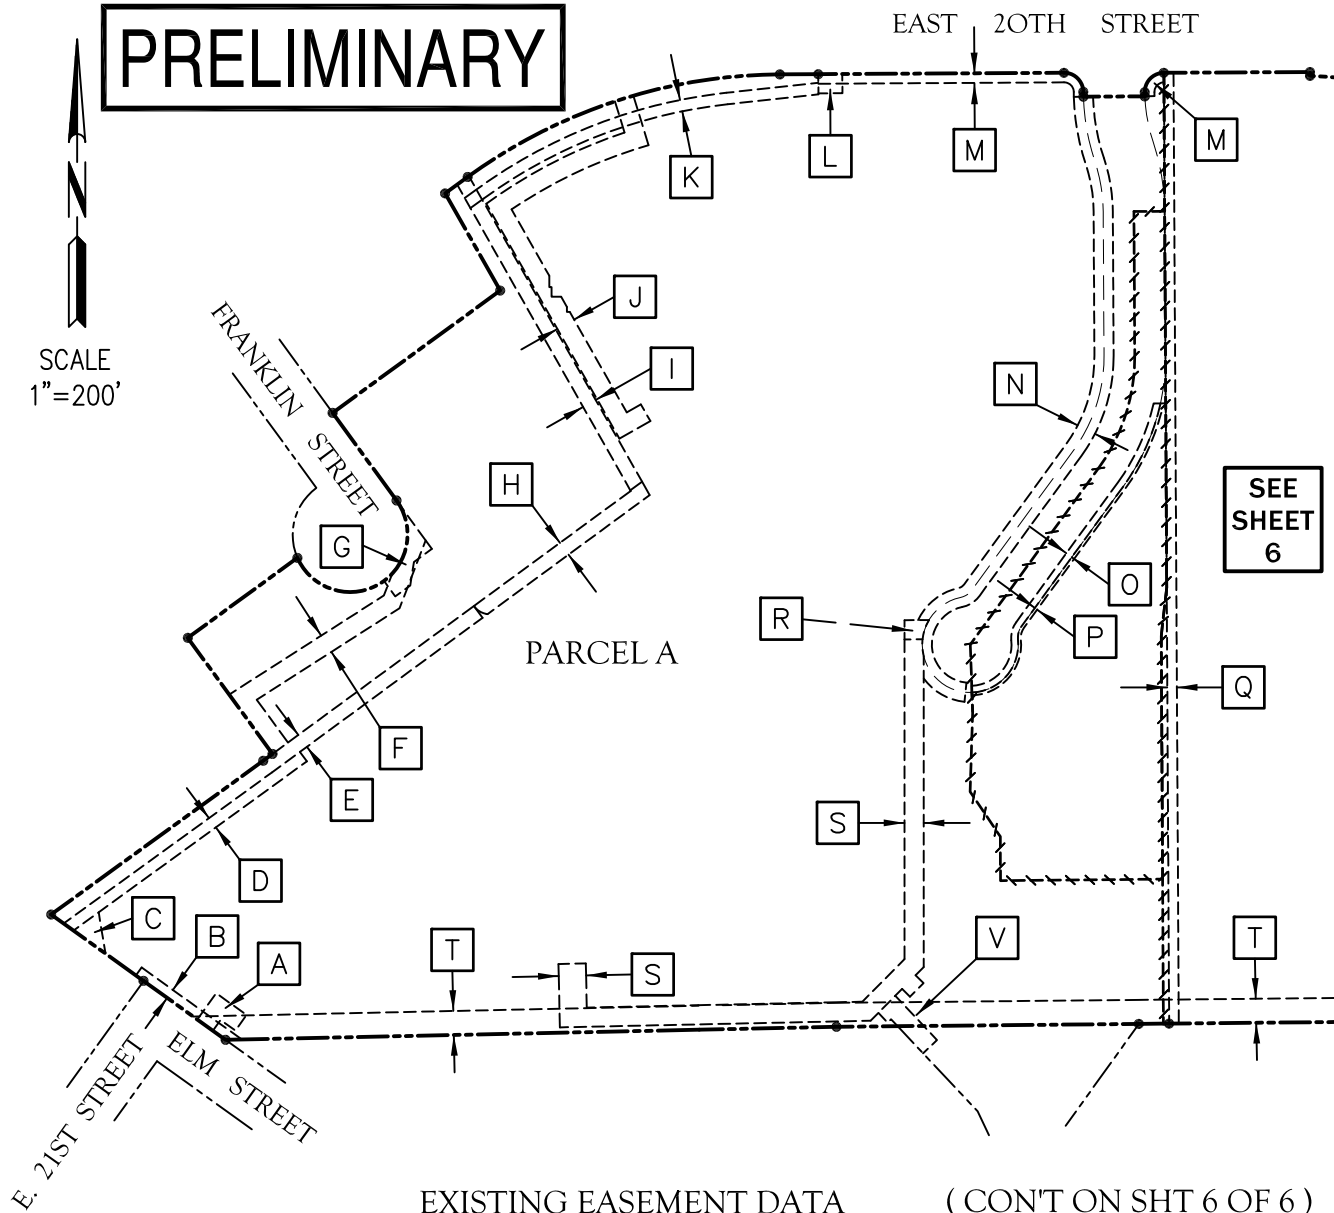 PRELIMINARY
EAST 20TH STREET
N
SCALE
1"=200'
L
M
M
K
J
I
FRANKLIN STREET
N
H
G
SEE
SHEET
6
O
P
R
PARCEL A
Q
F
E
S
D
C
B
A
T
S
V
T
ELM STREET
E. 21ST STREET
EXISTING EASEMENT DATA
( CON'T ON SHT 6 OF 6 )